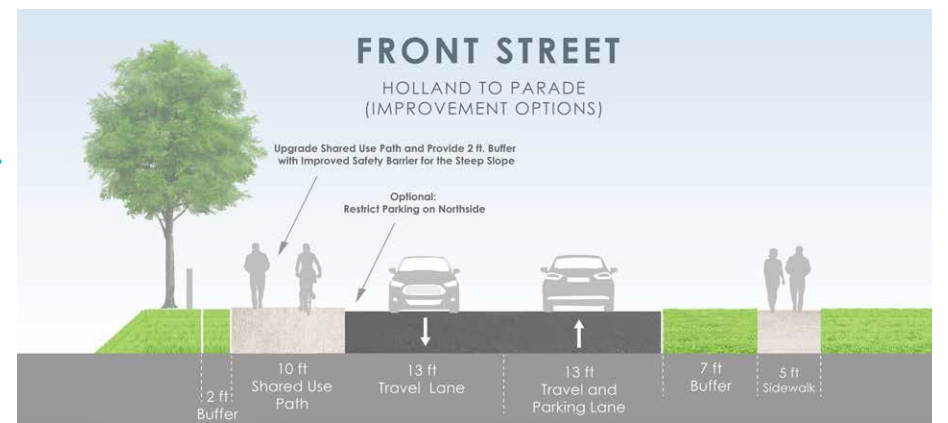 FRONT STREET
HOLLAND TO PARADE
(IMPROVEMENT OPTIONS)
Upgrade Shared Use Path and Provide 2 ft. Buffer
with Improved Safety Barrier for the Steep Slope
Optional:
Restrict Parking on Northside
2 ft
Buffer
10 ft
Shared Use
Path
13 ft
Travel Lane
13 ft
Travel and
Parking Lane
7 ft
Buffer
5 ft
Sidewalk